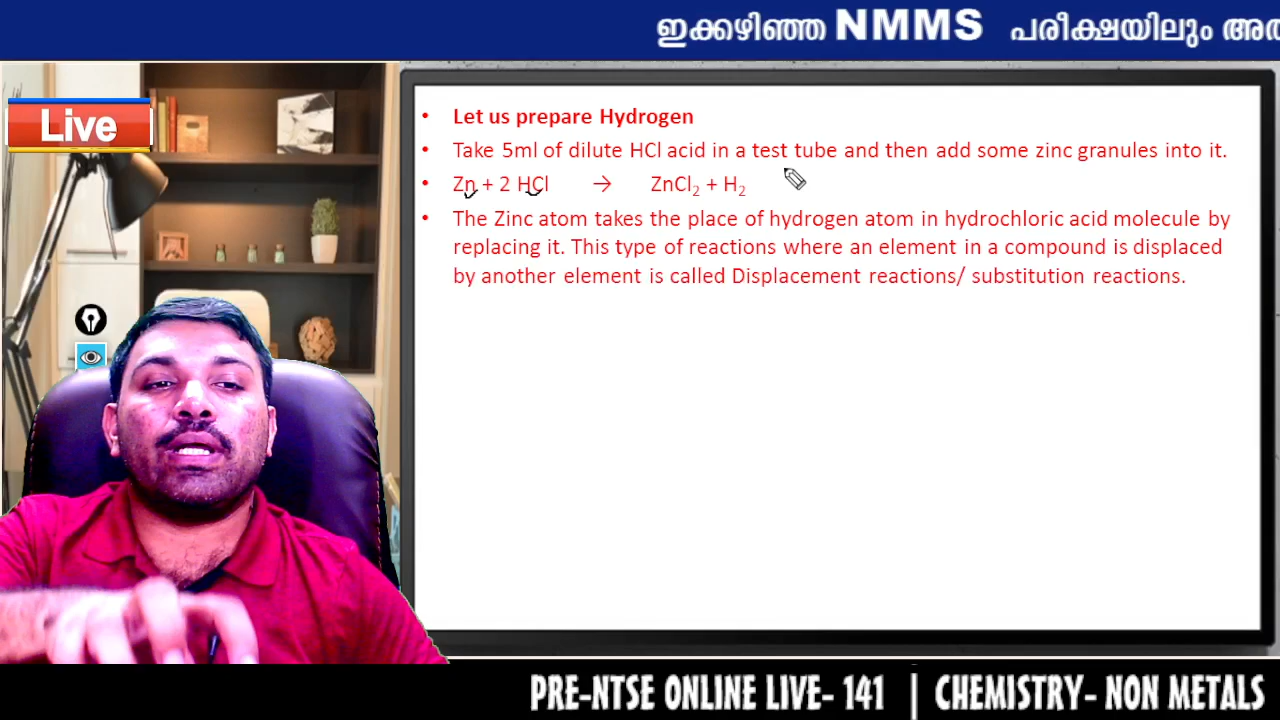 ഇക്കഴിഞ്ഞ NMMS പരീക്ഷയിലും
Live
• Let us prepare Hydrogen
• Take 5ml of dilute HCl acid in a test tube and then add some zinc granules into it.
• Zn + 2 HCl → ZnCl₂ + H₂
• The Zinc atom takes the place of hydrogen atom in hydrochloric acid molecule by
replacing it. This type of reactions where an element in a compound is displaced
by another element is called Displacement reactions/ substitution reactions.
PRE-NTSE ONLINE LIVE- 141 | CHEMISTRY- NON METALS